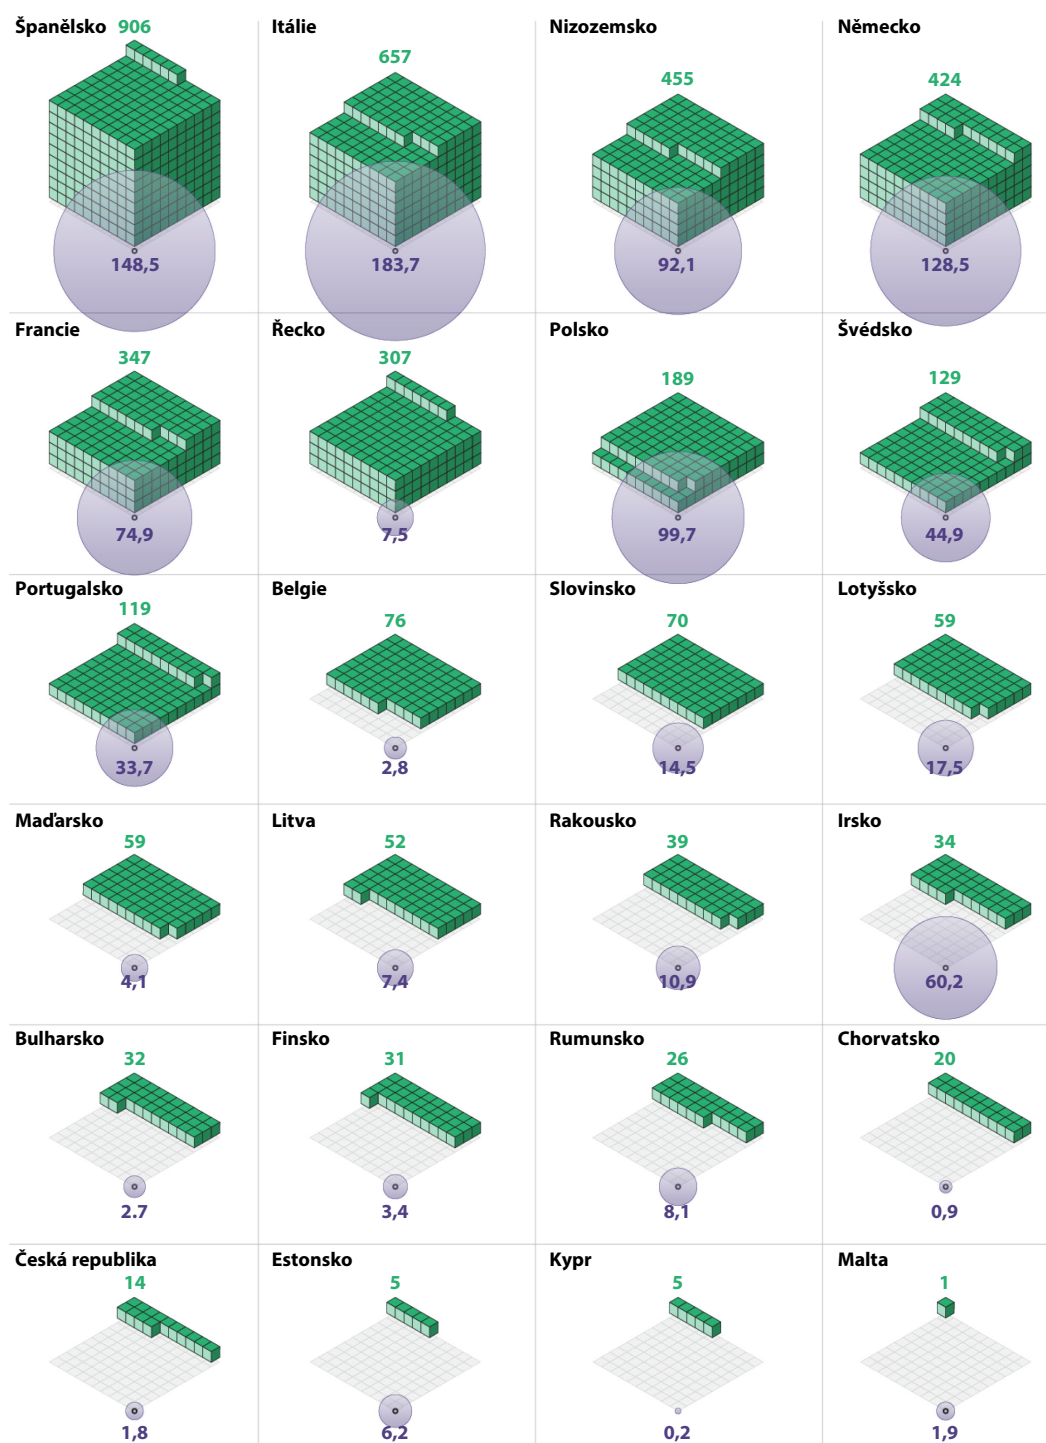 Španělsko
906
148,5
Itálie
657
183,7
Nizozemsko
455
92,1
Německo
424
128,5
Francie
347
74,9
Řecko
307
7,5
Polsko
189
99,7
Švédsko
129
44,9
Portugalsko
119
33,7
Belgie
76
2,8
Slovinsko
70
14,5
Lotyšsko
59
17,5
Maďarsko
59
4,1
Litva
52
7,4
Rakousko
39
10,9
Irsko
34
60,2
Bulharsko
32
2.7
Finsko
31
3,4
Rumunsko
26
8,1
Chorvatsko
20
0,9
Česká republika
14
1,8
Estonsko
5
6,2
Kypr
5
0,2
Malta
1
1,9